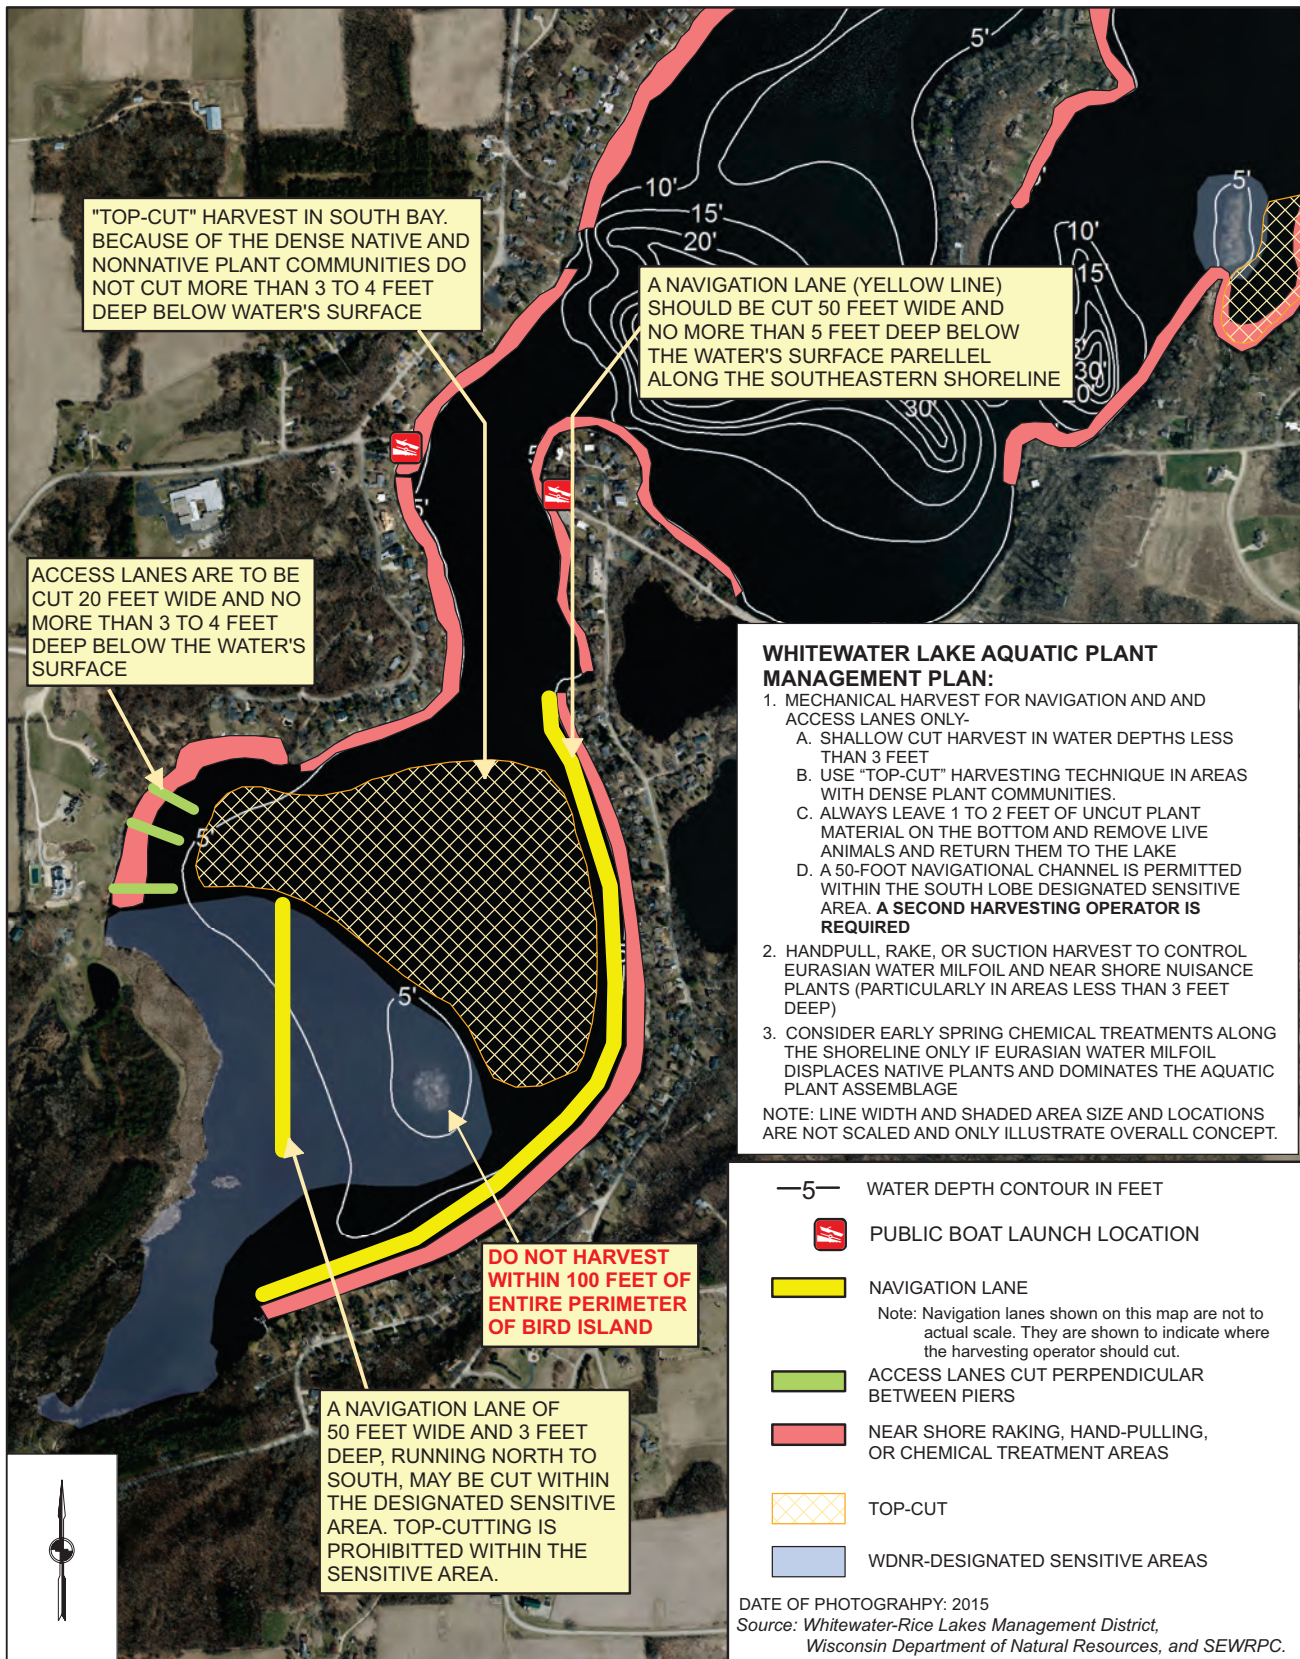 5'
10'
15'
20'
5'
5'
10'
15'
30'
30'
"TOP-CUT" HARVEST IN SOUTH BAY.
BECAUSE OF THE DENSE NATIVE AND
NONNATIVE PLANT COMMUNITIES DO
NOT CUT MORE THAN 3 TO 4 FEET
DEEP BELOW WATER'S SURFACE
A NAVIGATION LANE (YELLOW LINE)
SHOULD BE CUT 50 FEET WIDE AND
NO MORE THAN 5 FEET DEEP BELOW
THE WATER'S SURFACE PARELLEL
ALONG THE SOUTHEASTERN SHORELINE
5'
ACCESS LANES ARE TO BE
CUT 20 FEET WIDE AND NO
MORE THAN 3 TO 4 FEET
DEEP BELOW THE WATER'S
SURFACE
5'
5'
DO NOT HARVEST
WITHIN 100 FEET OF
ENTIRE PERIMETER
OF BIRD ISLAND
A NAVIGATION LANE OF
50 FEET WIDE AND 3 FEET
DEEP, RUNNING NORTH TO
SOUTH, MAY BE CUT WITHIN
THE DESIGNATED SENSITIVE
AREA. TOP-CUTTING IS
PROHIBITTED WITHIN THE
SENSITIVE AREA.
WHITEWATER LAKE AQUATIC PLANT
MANAGEMENT PLAN:
1. MECHANICAL HARVEST FOR NAVIGATION AND AND
ACCESS LANES ONLY-
A. SHALLOW CUT HARVEST IN WATER DEPTHS LESS
THAN 3 FEET
B. USE “TOP-CUT” HARVESTING TECHNIQUE IN AREAS
WITH DENSE PLANT COMMUNITIES.
C. ALWAYS LEAVE 1 TO 2 FEET OF UNCUT PLANT
MATERIAL ON THE BOTTOM AND REMOVE LIVE
ANIMALS AND RETURN THEM TO THE LAKE
D. A 50-FOOT NAVIGATIONAL CHANNEL IS PERMITTED
WITHIN THE SOUTH LOBE DESIGNATED SENSITIVE
AREA. A SECOND HARVESTING OPERATOR IS
REQUIRED
2. HANDPULL, RAKE, OR SUCTION HARVEST TO CONTROL
EURASIAN WATER MILFOIL AND NEAR SHORE NUISANCE
PLANTS (PARTICULARLY IN AREAS LESS THAN 3 FEET
DEEP)
3. CONSIDER EARLY SPRING CHEMICAL TREATMENTS ALONG
THE SHORELINE ONLY IF EURASIAN WATER MILFOIL
DISPLACES NATIVE PLANTS AND DOMINATES THE AQUATIC
PLANT ASSEMBLAGE
NOTE: LINE WIDTH AND SHADED AREA SIZE AND LOCATIONS
ARE NOT SCALED AND ONLY ILLUSTRATE OVERALL CONCEPT.
5
WATER DEPTH CONTOUR IN FEET
PUBLIC BOAT LAUNCH LOCATION
NAVIGATION LANE
Note: Navigation lanes shown on this map are not to
actual scale. They are shown to indicate where
the harvesting operator should cut.
ACCESS LANES CUT PERPENDICULAR
BETWEEN PIERS
NEAR SHORE RAKING, HAND-PULLING,
OR CHEMICAL TREATMENT AREAS
TOP-CUT
WDNR-DESIGNATED SENSITIVE AREAS
DATE OF PHOTOGRAHPY: 2015
Source: Whitewater-Rice Lakes Management District,
Wisconsin Department of Natural Resources, and SEWRPC.